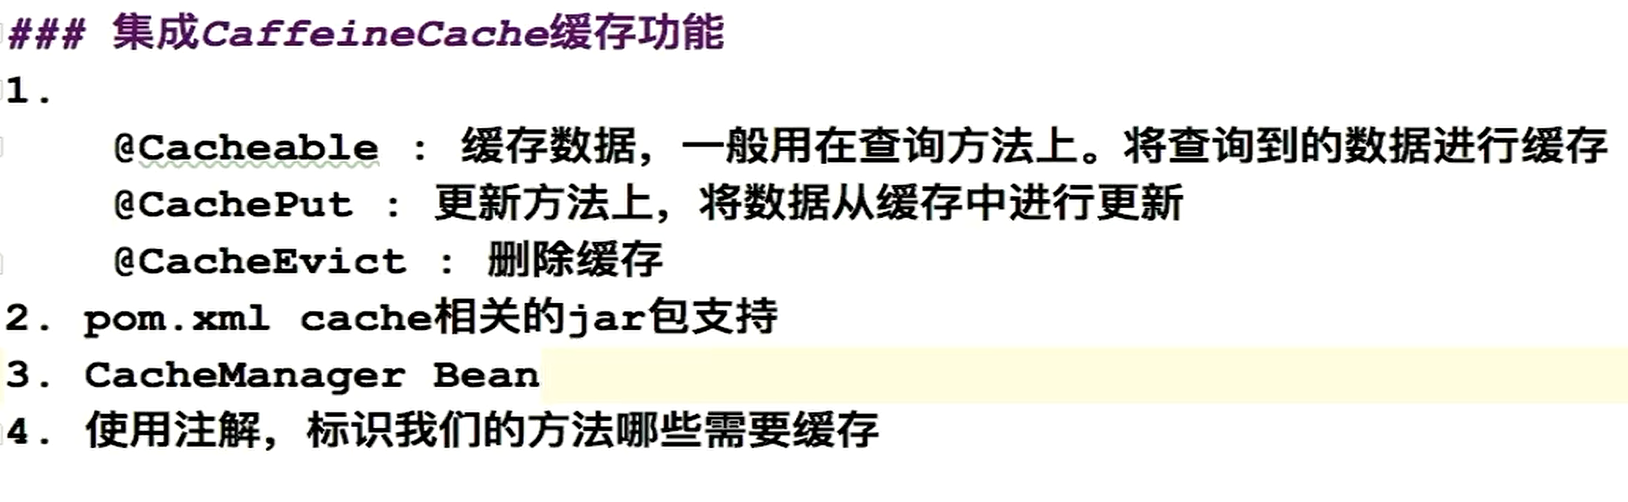 ### 集成CaffeineCache缓存功能
1.
@Cacheable : 缓存数据，一般用在查询方法上。将查询到的数据进行缓存
@CachePut : 更新方法上，将数据从缓存中进行更新
@CacheEvict : 删除缓存
2. pom.xml cache相关的jar包支持
3. CacheManager Bean
4. 使用注解，标识我们的方法哪些需要缓存